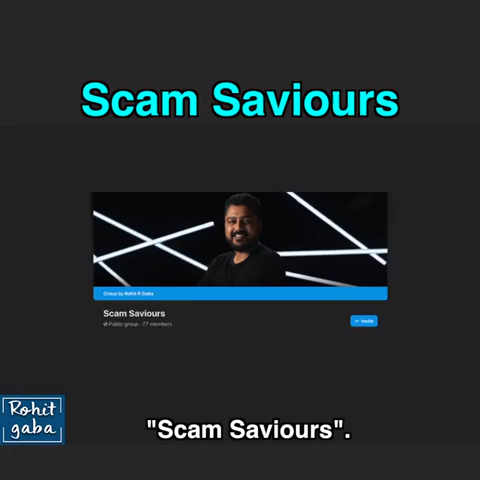 Scam Saviours
Group by Rohit R Gaba
Scam Saviours
Public group · 77 members
+ Invite
Rohit
gaba
"Scam Saviours".